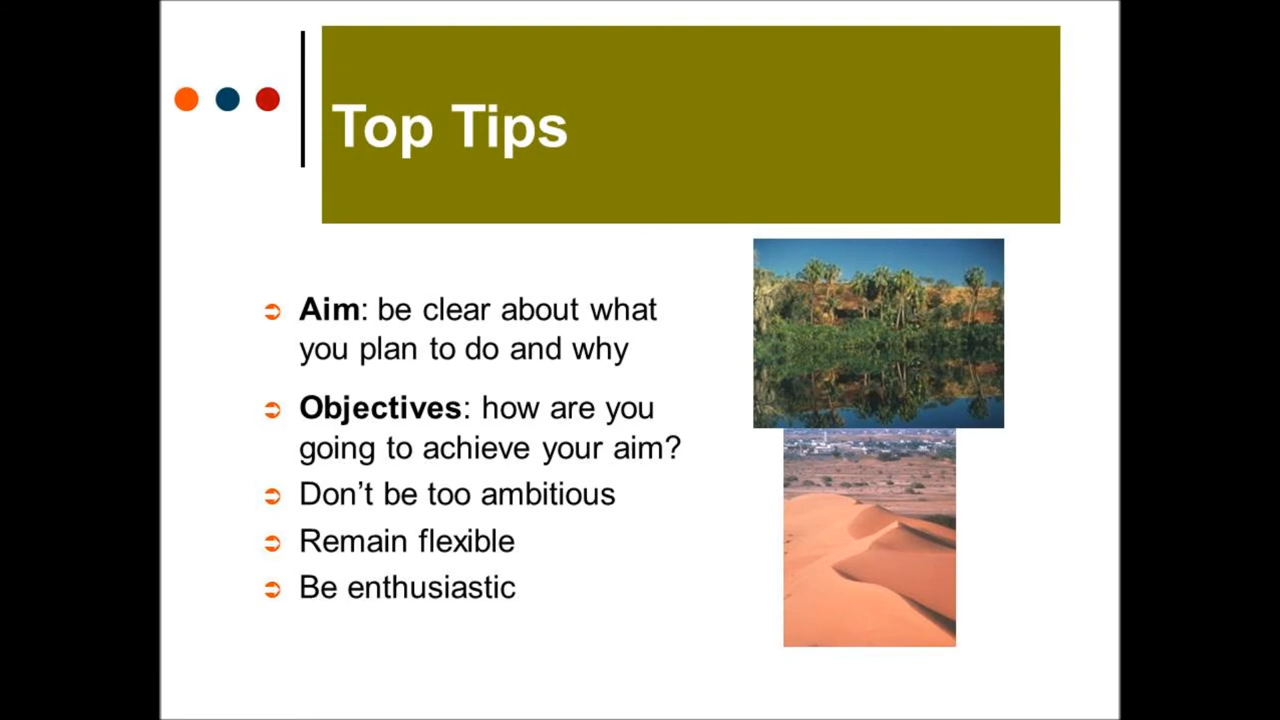 Top Tips
Aim: be clear about what
you plan to do and why
Objectives: how are you
going to achieve your aim?
Don’t be too ambitious
Remain flexible
Be enthusiastic